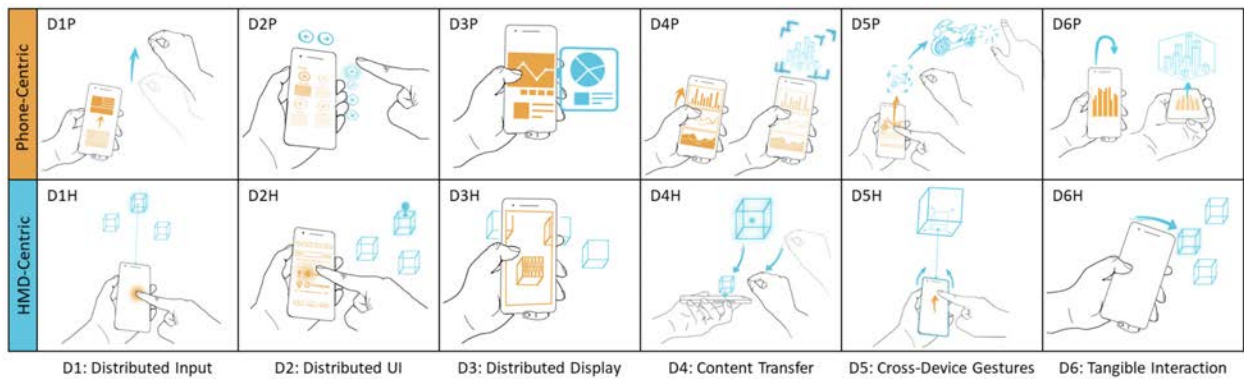 Phone-Centric
D1P
D2P
D3P
D4P
D5P
D6P
HMD-Centric
D1H
D2H
D3H
D4H
D5H
D6H
D1: Distributed Input
D2: Distributed UI
D3: Distributed Display
D4: Content Transfer
D5: Cross-Device Gestures
D6: Tangible Interaction